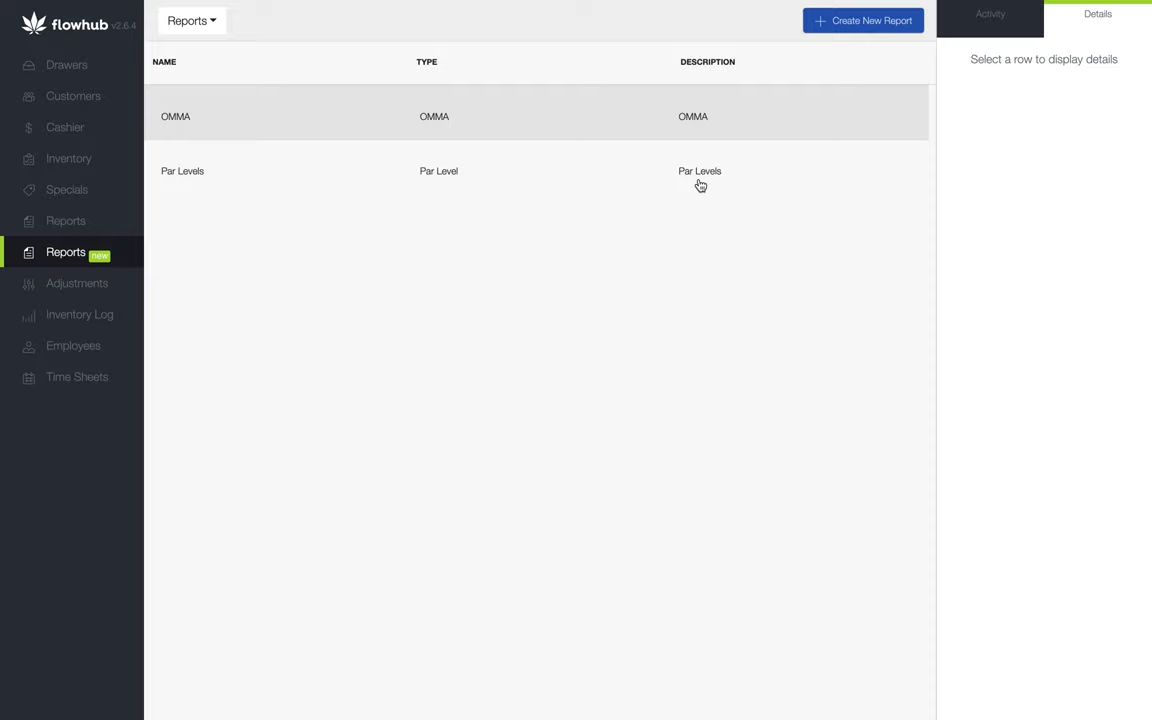 flowhub v2.6.4
Drawers
Customers
Cashier
Inventory
Specials
Reports
Reports new
Adjustments
Inventory Log
Employees
Time Sheets
Reports
Create New Report
NAME TYPE DESCRIPTION
OMMA OMMA OMMA
Par Levels Par Level Par Levels
Activity Details
Select a row to display details